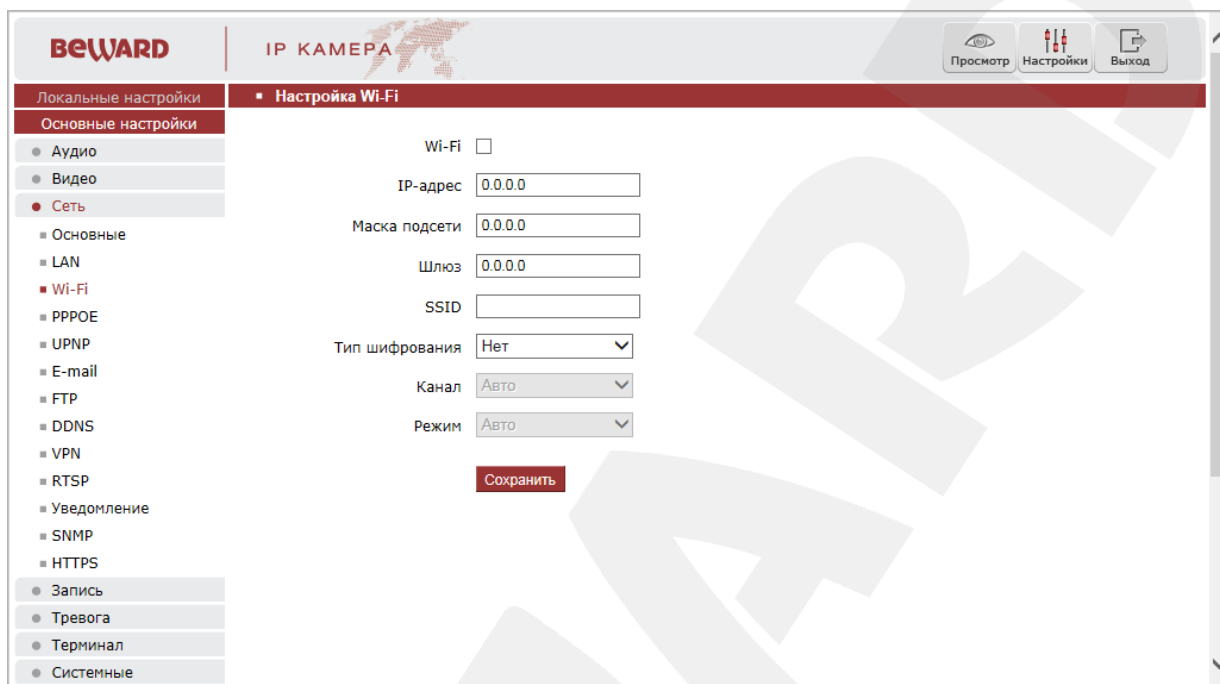 BEWARD
IP КАМЕРА
Просмотр
Настройки
Выход
Локальные настройки
Основные настройки
Аудио
Видео
Сеть
Основные
LAN
Wi-Fi
PPPOE
UPNP
E-mail
FTP
DDNS
VPN
RTSP
Уведомление
SNMP
HTTPS
Запись
Тревога
Терминал
Системные
Настройка Wi-Fi
Wi-Fi
IP-адрес 0.0.0.0
Маска подсети 0.0.0.0
Шлюз 0.0.0.0
SSID
Тип шифрования Нет
Канал Авто
Режим Авто
Сохранить